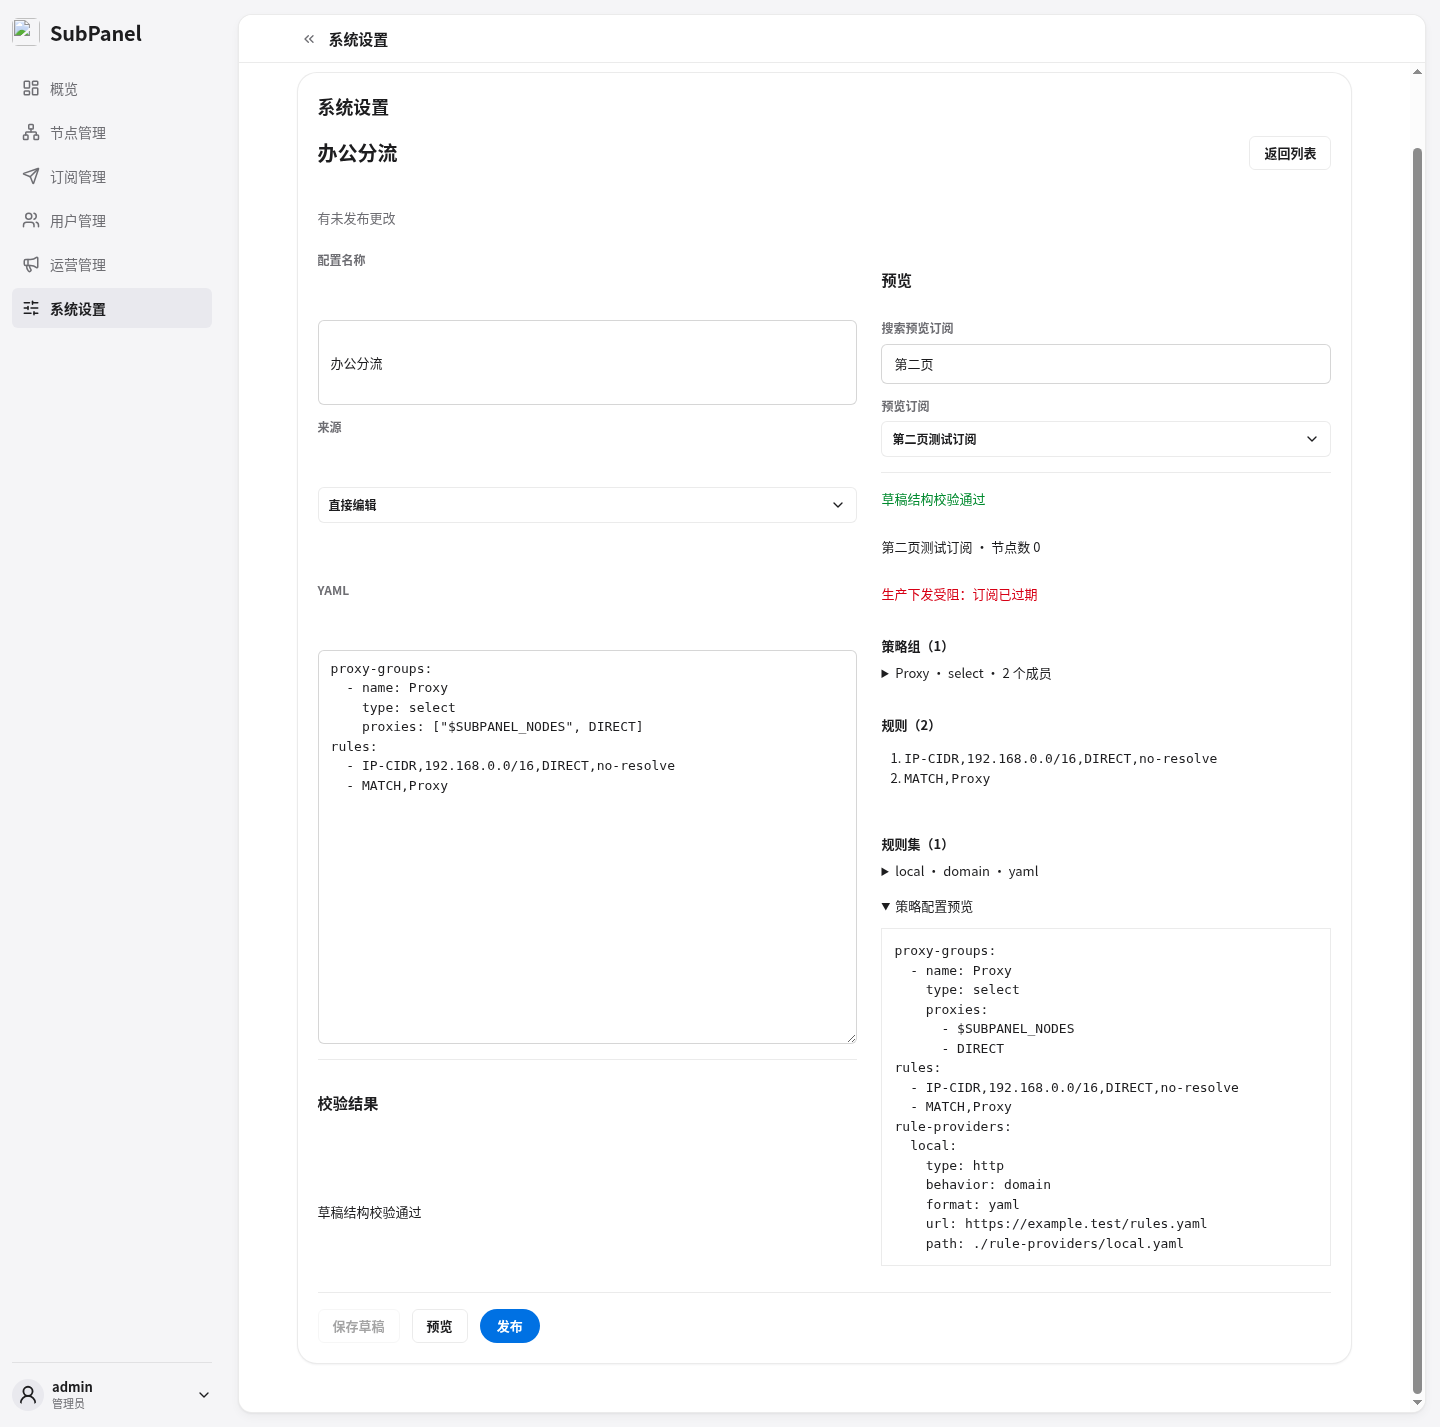 SubPanel
概览
节点管理
订阅管理
用户管理
运营管理
系统设置
admin
管理员
系统设置
系统设置
办公分流
返回列表
有未发布更改
配置名称
办公分流
来源
直接编辑
YAML
proxy-groups:
  - name: Proxy
    type: select
    proxies: ["$SUBPANEL_NODES", DIRECT]
rules:
  - IP-CIDR,192.168.0.0/16,DIRECT,no-resolve
  - MATCH,Proxy
校验结果
草稿结构校验通过
预览
搜索预览订阅
第二页
预览订阅
第二页测试订阅
草稿结构校验通过
第二页测试订阅 · 节点数 0
生产下发受阻：订阅已过期
策略组（1）
Proxy · select · 2 个成员
规则（2）
1. IP-CIDR,192.168.0.0/16,DIRECT,no-resolve
2. MATCH,Proxy
规则集（1）
local · domain · yaml
策略配置预览
proxy-groups:
  - name: Proxy
    type: select
    proxies:
      - $SUBPANEL_NODES
      - DIRECT
rules:
  - IP-CIDR,192.168.0.0/16,DIRECT,no-resolve
  - MATCH,Proxy
rule-providers:
  local:
    type: http
    behavior: domain
    format: yaml
    url: https://example.test/rules.yaml
    path: ./rule-providers/local.yaml
保存草稿
预览
发布